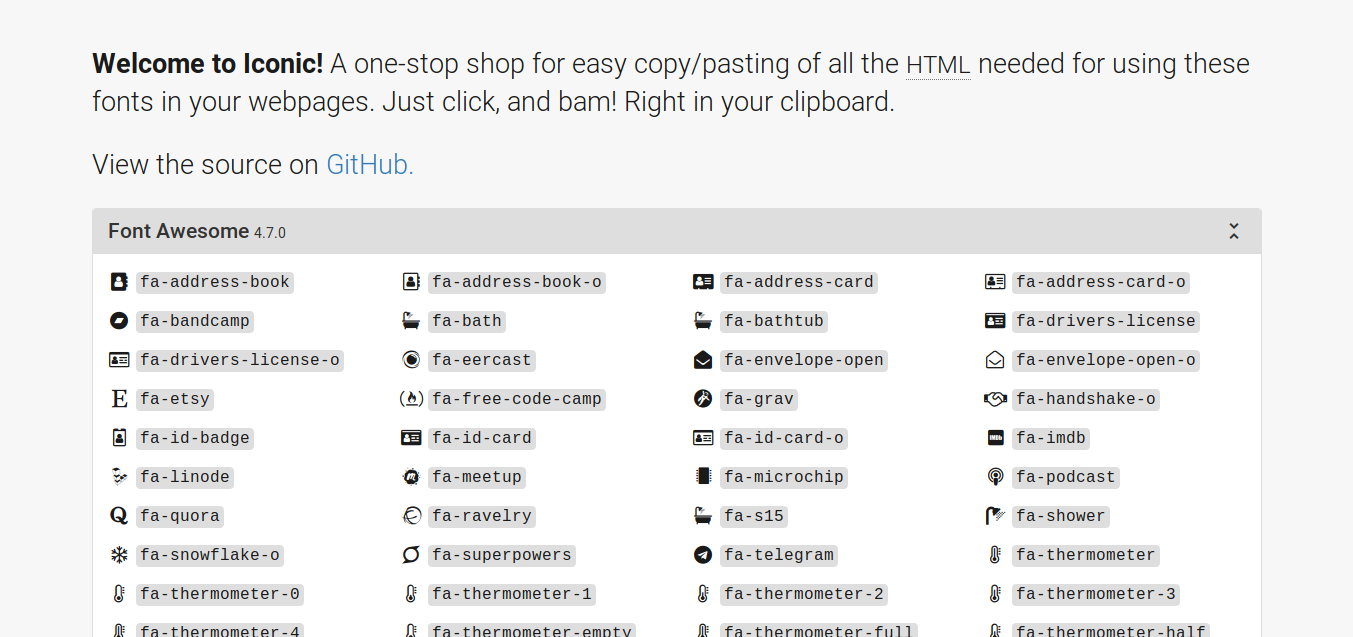 Welcome to Iconic! A one-stop shop for easy copy/pasting of all the HTML needed for using these
fonts in your webpages. Just click, and bam! Right in your clipboard.
View the source on GitHub.
Font Awesome 4.7.0
fa-address-book fa-address-book-o fa-address-card fa-address-card-o
fa-bandcamp fa-bath fa-bathtub fa-drivers-license
fa-drivers-license-o fa-eercast fa-envelope-open fa-envelope-open-o
fa-etsy fa-free-code-camp fa-grav fa-handshake-o
fa-id-badge fa-id-card fa-id-card-o fa-imdb
fa-linode fa-meetup fa-microchip fa-podcast
fa-quora fa-ravelry fa-s15 fa-shower
fa-snowflake-o fa-superpowers fa-telegram fa-thermometer
fa-thermometer-0 fa-thermometer-1 fa-thermometer-2 fa-thermometer-3
fa-thermometer-4 fa-thermometer-empty fa-thermometer-full fa-thermometer-half